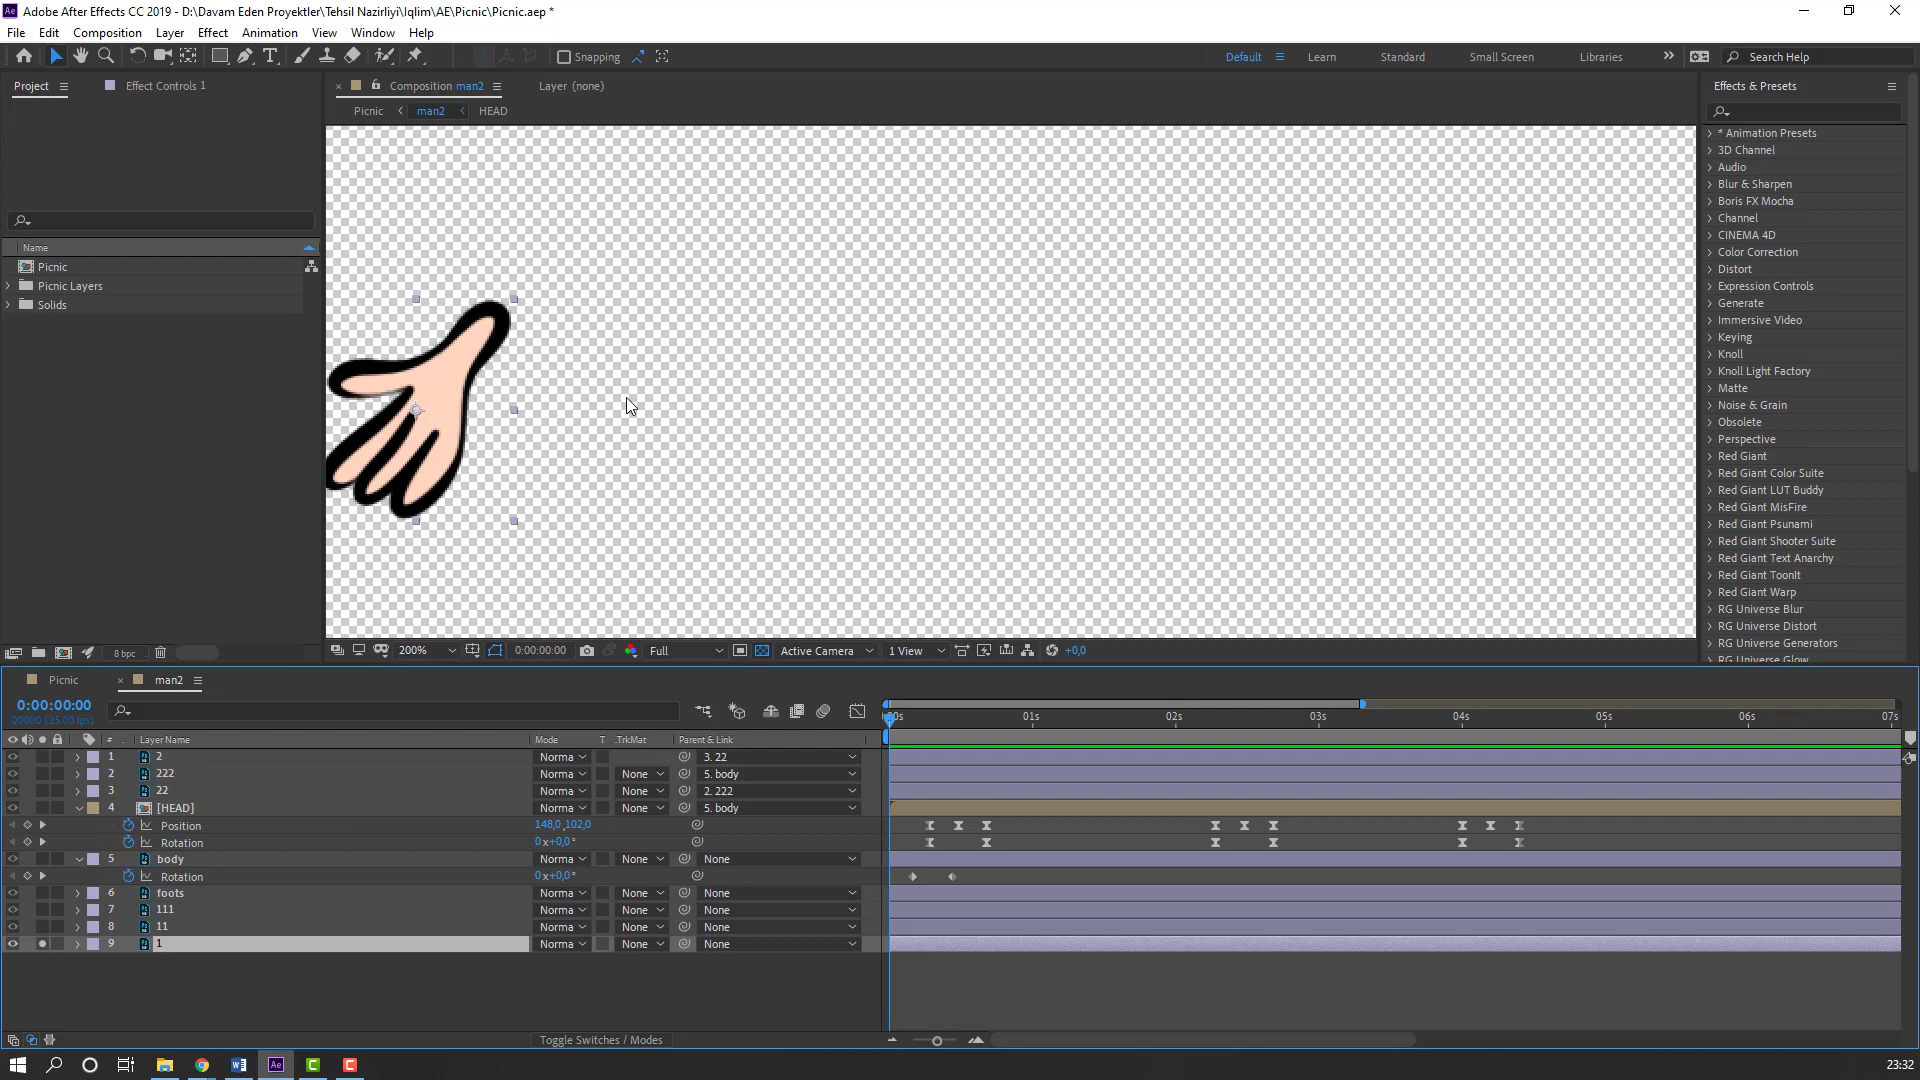 Adobe After Effects CC 2019 - D:\Davam Eden Proyektler\Tehsil Nazirliyi\Iqlim\AE\Picnic\Picnic.aep *
File Edit Composition Layer Effect Animation View Window Help
Snapping
Default Learn Standard Small Screen Libraries Search Help
Project Effect Controls 1
Composition man2 Layer (none)
Effects & Presets
Picnic man2 HEAD
* Animation Presets
3D Channel
Audio
Blur & Sharpen
Boris FX Mocha
Channel
CINEMA 4D
Color Correction
Distort
Expression Controls
Generate
Immersive Video
Keying
Knoll
Knoll Light Factory
Matte
Noise & Grain
Obsolete
Perspective
Red Giant
Red Giant Color Suite
Red Giant LUT Buddy
Red Giant MisFire
Red Giant Psunami
Red Giant Shooter Suite
Red Giant Text Anarchy
Red Giant ToonIt
Red Giant Warp
RG Universe Blur
RG Universe Distort
RG Universe Generators
RG Universe Glow
Name
Picnic
Picnic Layers
Solids
8 bpc
200% 0:00:00:00 Full Active Camera 1 View +0,0
Picnic man2
0:00:00:00
00000 (25.00 fps)
00s 01s 02s 03s 04s 05s 06s 07s
# Layer Name Mode T .TrkMat Parent & Link
1 2 Norma 3. 22
2 222 Norma None 5. body
3 22 Norma None 2. 222
4 [HEAD] Norma None 5. body
Position 148,0 ,102,0
Rotation 0 x+0,0 °
5 body Norma None None
Rotation 0 x+0,0 °
6 foots Norma None None
7 111 Norma None None
8 11 Norma None None
9 1 Norma None None
Toggle Switches / Modes
23:32